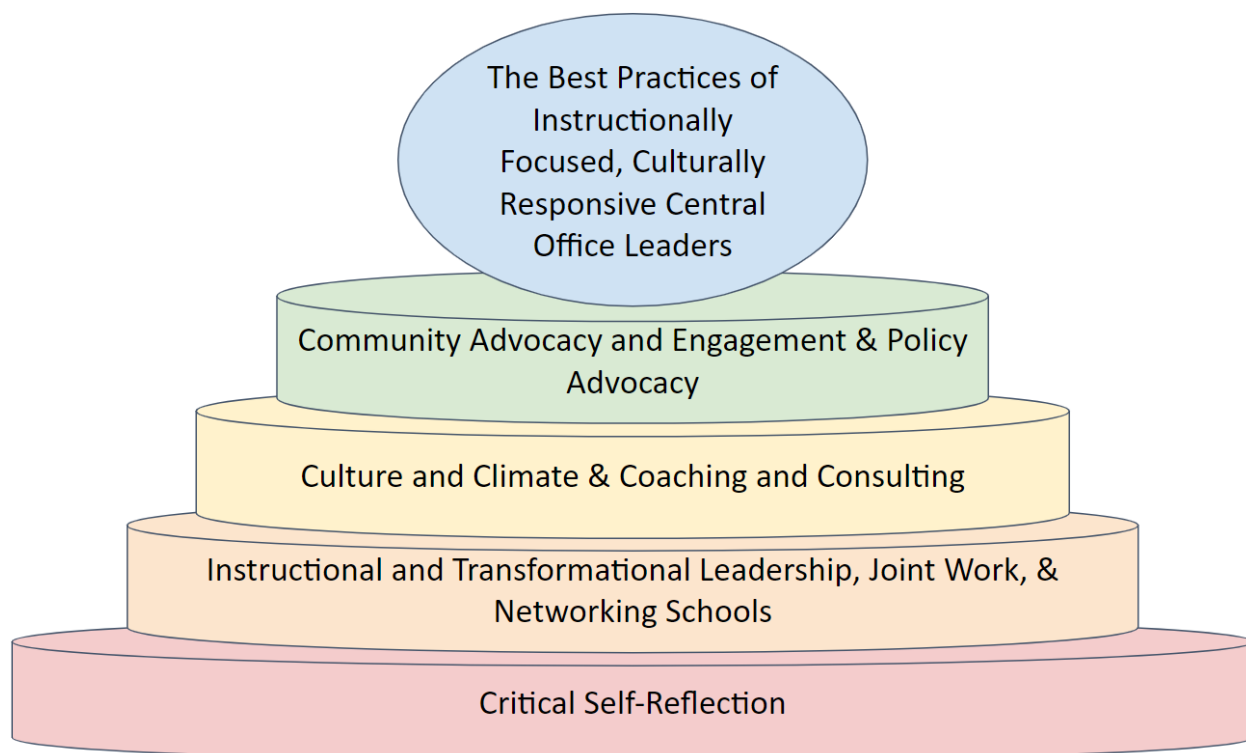 The Best Practices of
Instructionally
Focused, Culturally
Responsive Central
Office Leaders
Community Advocacy and Engagement & Policy
Advocacy
Culture and Climate & Coaching and Consulting
Instructional and Transformational Leadership, Joint Work, &
Networking Schools
Critical Self-Reflection